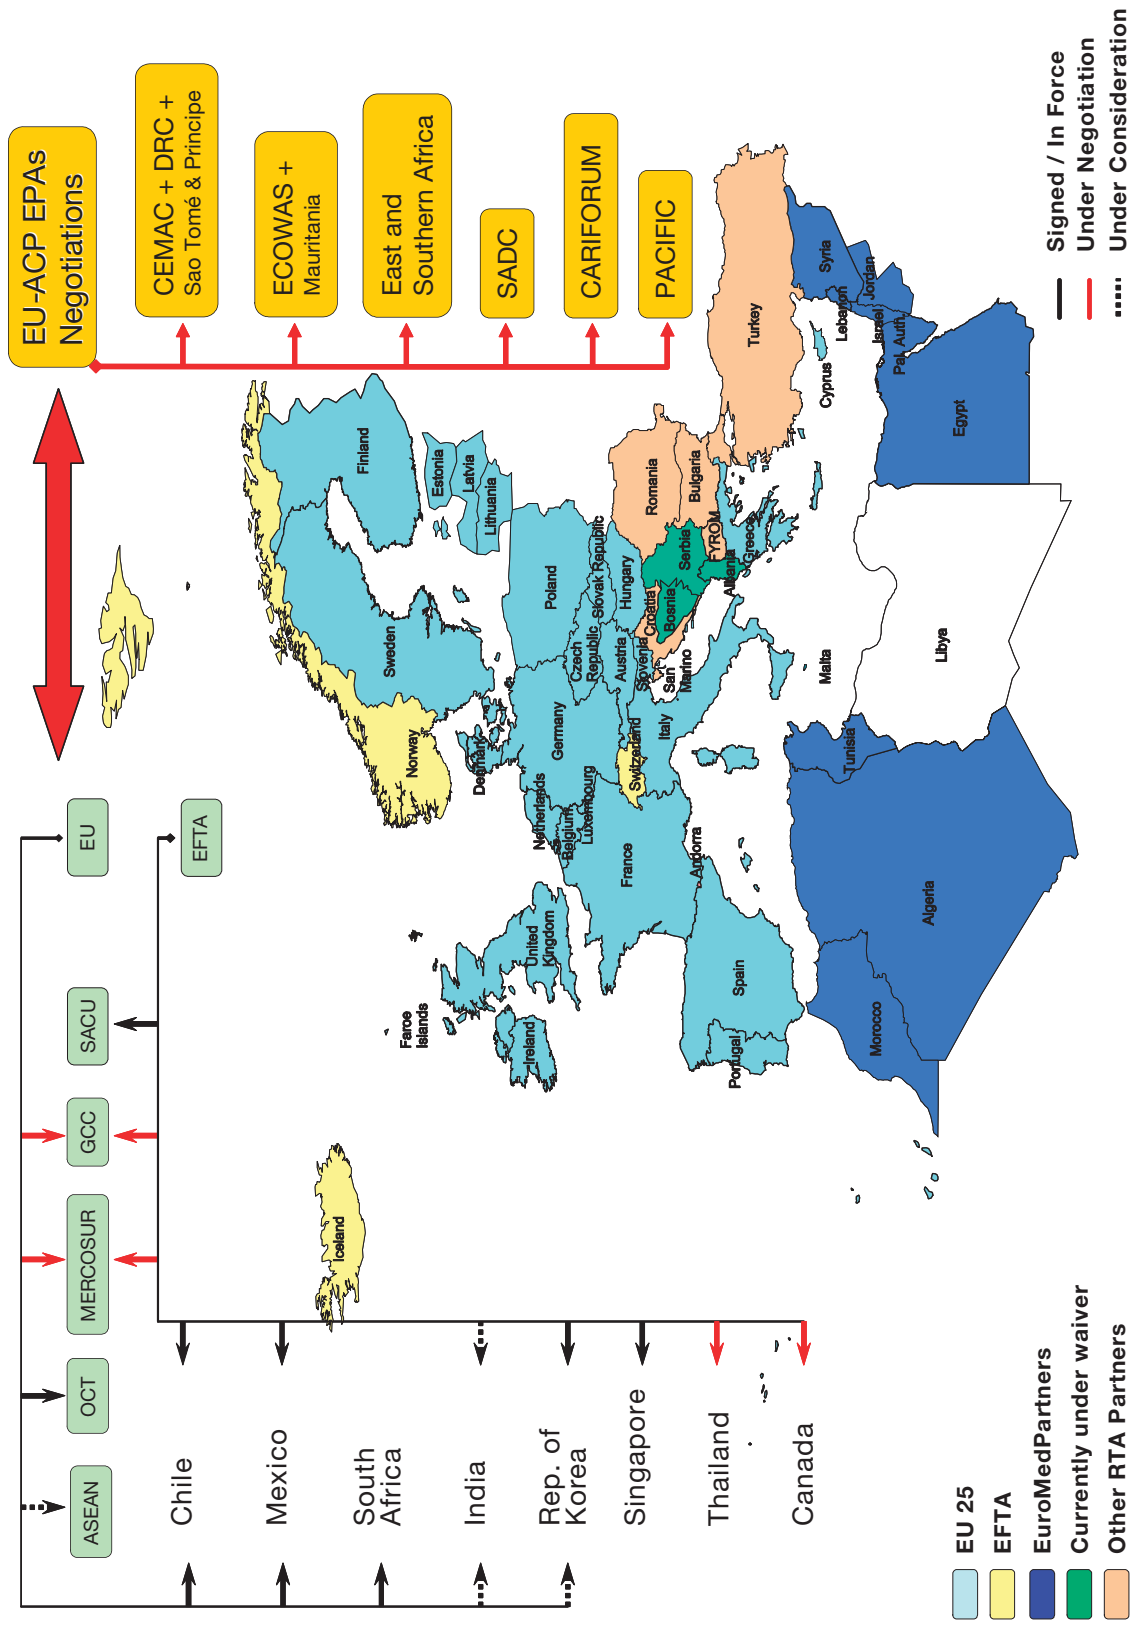 EU-ACP EPAs
Negotiations
CEMAC + DRC +
Sao Tomé & Principe
ECOWAS +
Mauritania
East and
Southern Africa
SADC
CARIFORUM
PACIFIC
EU
EFTA
SACU
GCC
MERCOSUR
OCT
ASEAN
Chile
Mexico
South
Africa
India
Rep. of
Korea
Singapore
Thailand
Canada
Iceland
Faroe
Islands
Norway
Sweden
Finland
Estonia
Latvia
Lithuania
Denmark
Ireland
United
Kingdom
Netherlands
Belgium
Luxembourg
Germany
Poland
Czech
Republic
Slovak Republic
Hungary
Austria
Slovenia
Switzerland
France
Andorra
Italy
San
Marino
Croatia
Bosnia
Serbia
Albania
FYROM
Romania
Bulgaria
Greece
Turkey
Cyprus
Malta
Portugal
Spain
Morocco
Algeria
Tunisia
Libya
Egypt
Syria
Lebanon
Jordan
Israel
Pal. Auth.
EU 25
EFTA
EuroMedPartners
Currently under waiver
Other RTA Partners
Signed / In Force
Under Negotiation
Under Consideration